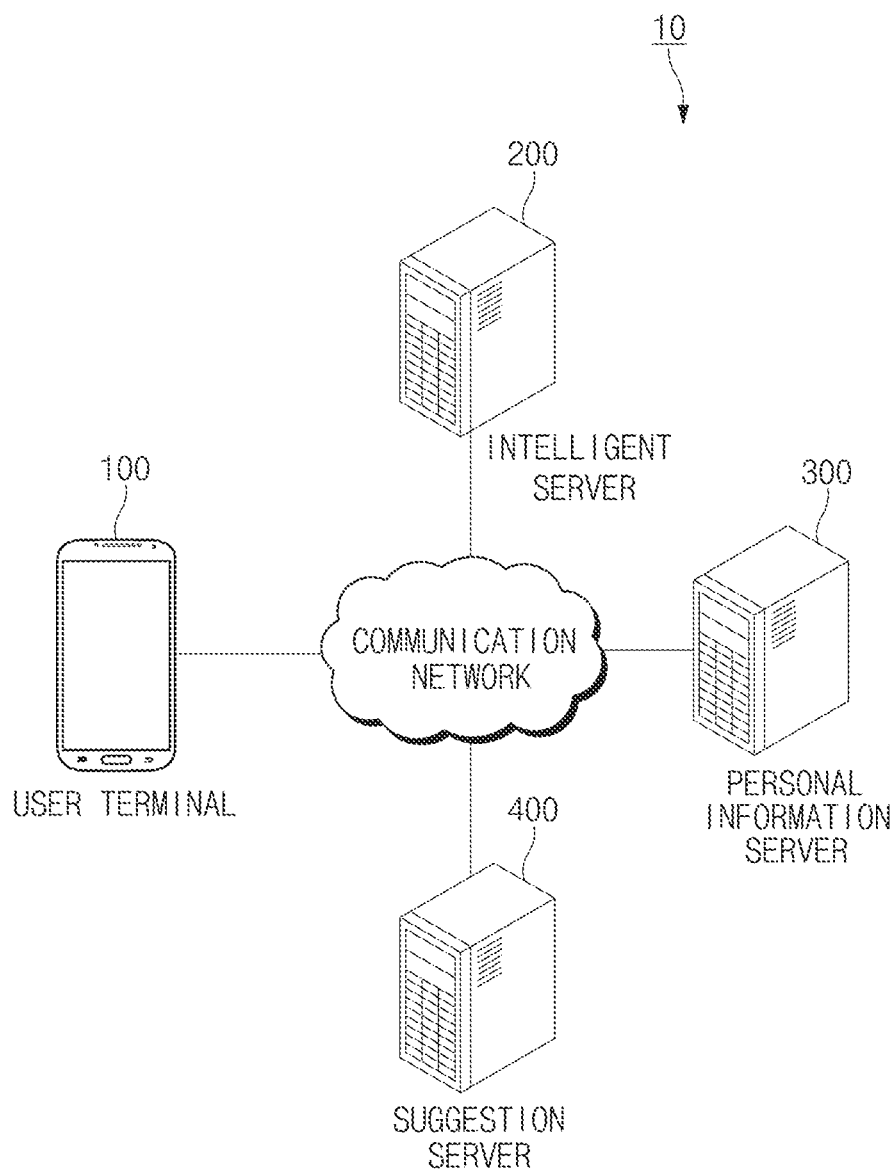 10
200
INTELLIGENT
SERVER
100
300
COMMUNICATION
NETWORK
USER TERMINAL
PERSONAL
INFORMATION
SERVER
400
SUGGESTION
SERVER